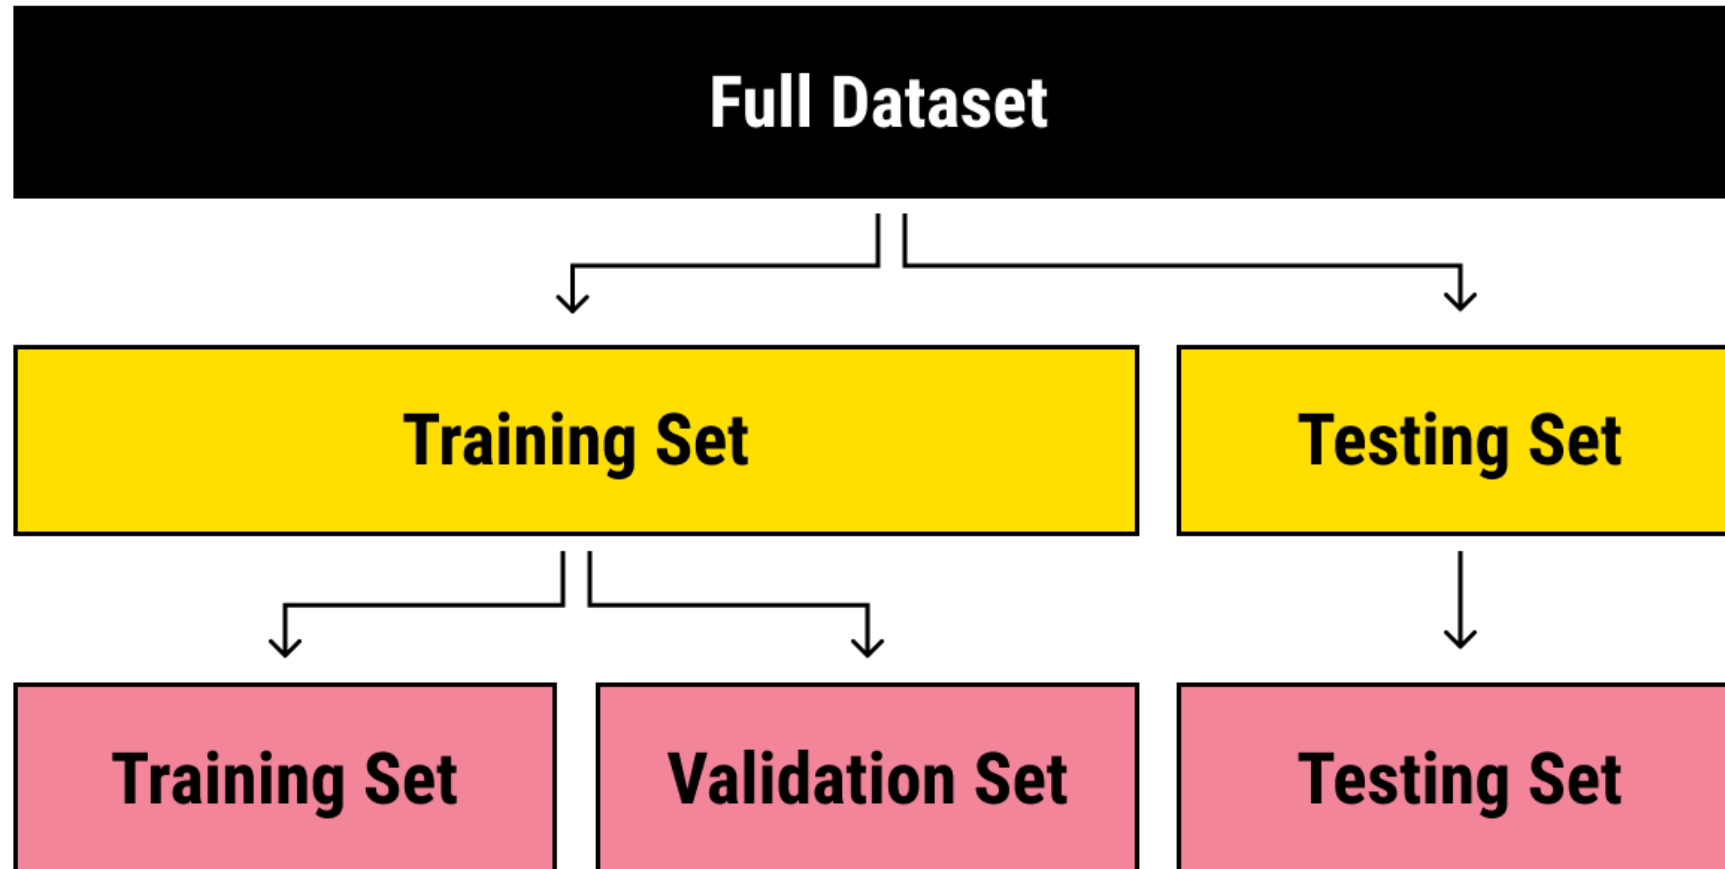 Full Dataset
Training Set
Testing Set
Training Set
Validation Set
Testing Set